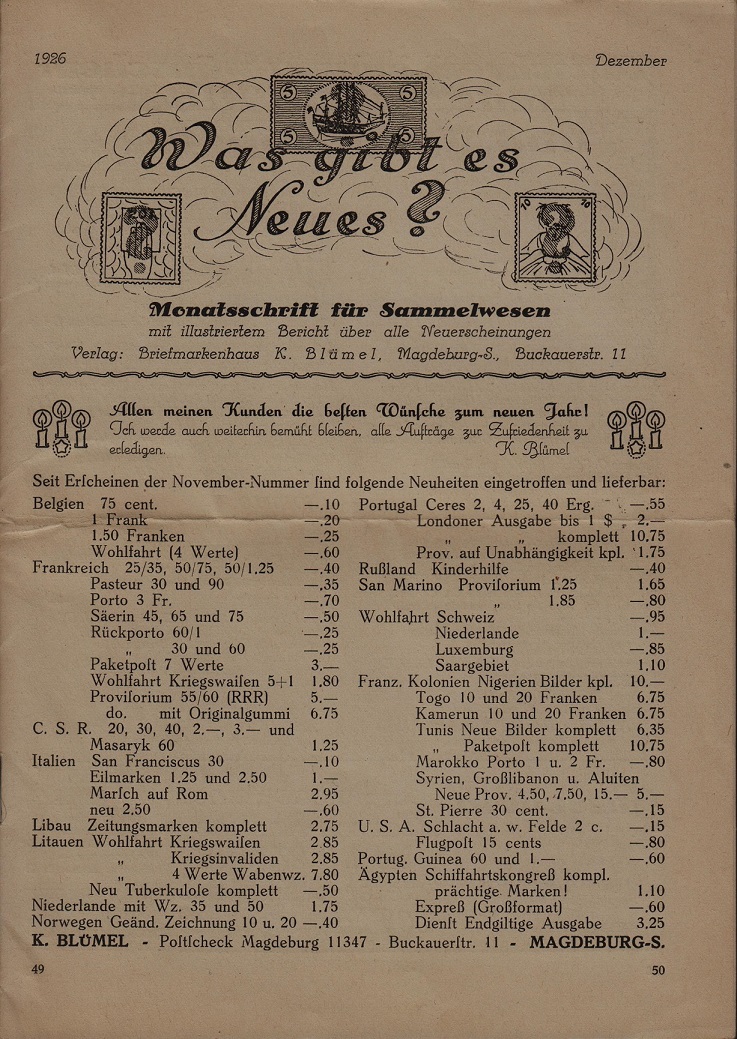 1926
Dezember
5 5
5 5
Was gibt es
Neues?
10 10
Monatsschrift für Sammelwesen
mit illustriertem Bericht über alle Neuerscheinungen
Verlag: Briefmarkenhaus K. Blümel, Magdeburg-S., Buckauerstr. 11
Allen meinen Kunden die beſten Wünſche zum neuen Jahr!
Ich werde auch weiterhin bemüht bleiben, alle Aufträge zur Zufriedenheit zu
erledigen. K. Blümel
Seit Erſcheinen der November-Nummer ſind folgende Neuheiten eingetroffen und lieferbar:
Belgien 75 cent. —.10
1 Frank —.20
1.50 Franken —.25
Wohlfahrt (4 Werte) —.60
Frankreich 25/35, 50/75, 50/1.25 —.40
Pasteur 30 und 90 —.35
Porto 3 Fr. —.70
Säerin 45, 65 und 75 —.50
Rückporto 60/1 —.25
„ 30 und 60 —.25
Paketpoſt 7 Werte 3.—
Wohlfahrt Kriegswaiſen 5+1 1.80
Proviſorium 55/60 (RRR) 5.—
do. mit Originalgummi 6.75
C. S. R. 20, 30, 40, 2.—, 3.— und
Masaryk 60 1.25
Italien San Franciscus 30 —.10
Eilmarken 1.25 und 2.50 1.—
Marſch auf Rom 2.95
neu 2.50 —.60
Libau Zeitungsmarken komplett 2.75
Litauen Wohlfahrt Kriegswaiſen 2.85
„ Kriegsinvaliden 2.85
„ 4 Werte Wabenwz. 7.80
Neu Tuberkuloſe komplett —.50
Niederlande mit Wz. 35 und 50 1.75
Norwegen Geänd. Zeichnung 10 u. 20 —.40
Portugal Ceres 2, 4, 25, 40 Erg. —.55
Londoner Ausgabe bis 1 $ 2.—
„ „ komplett 10.75
Prov. auf Unabhängigkeit kpl. 1.75
Rußland Kinderhilfe —.40
San Marino Proviſorium 1.25 1.65
„ 1.85 —.80
Wohlfahrt Schweiz —.95
Niederlande 1.—
Luxemburg —.85
Saargebiet 1.10
Franz. Kolonien Nigerien Bilder kpl. 10.—
Togo 10 und 20 Franken 6.75
Kamerun 10 und 20 Franken 6.75
Tunis Neue Bilder komplett 6.35
„ Paketpoſt komplett 10.75
Marokko Porto 1 u. 2 Fr. —.80
Syrien, Großlibanon u. Aluiten
Neue Prov. 4.50, 7.50, 15.— 5.—
St. Pierre 30 cent. —.15
U. S. A. Schlacht a. w. Felde 2 c. —.15
Flugpoſt 15 cents —.80
Portug. Guinea 60 und 1.— —.60
Ägypten Schiffahrtskongreß kompl.
prächtige Marken! 1.10
Expreß (Großformat) —.60
Dienſt Endgiltige Ausgabe 3.25
K. BLÜMEL - Poſtſcheck Magdeburg 11347 - Buckauerſtr. 11 - MAGDEBURG-S.
49
50